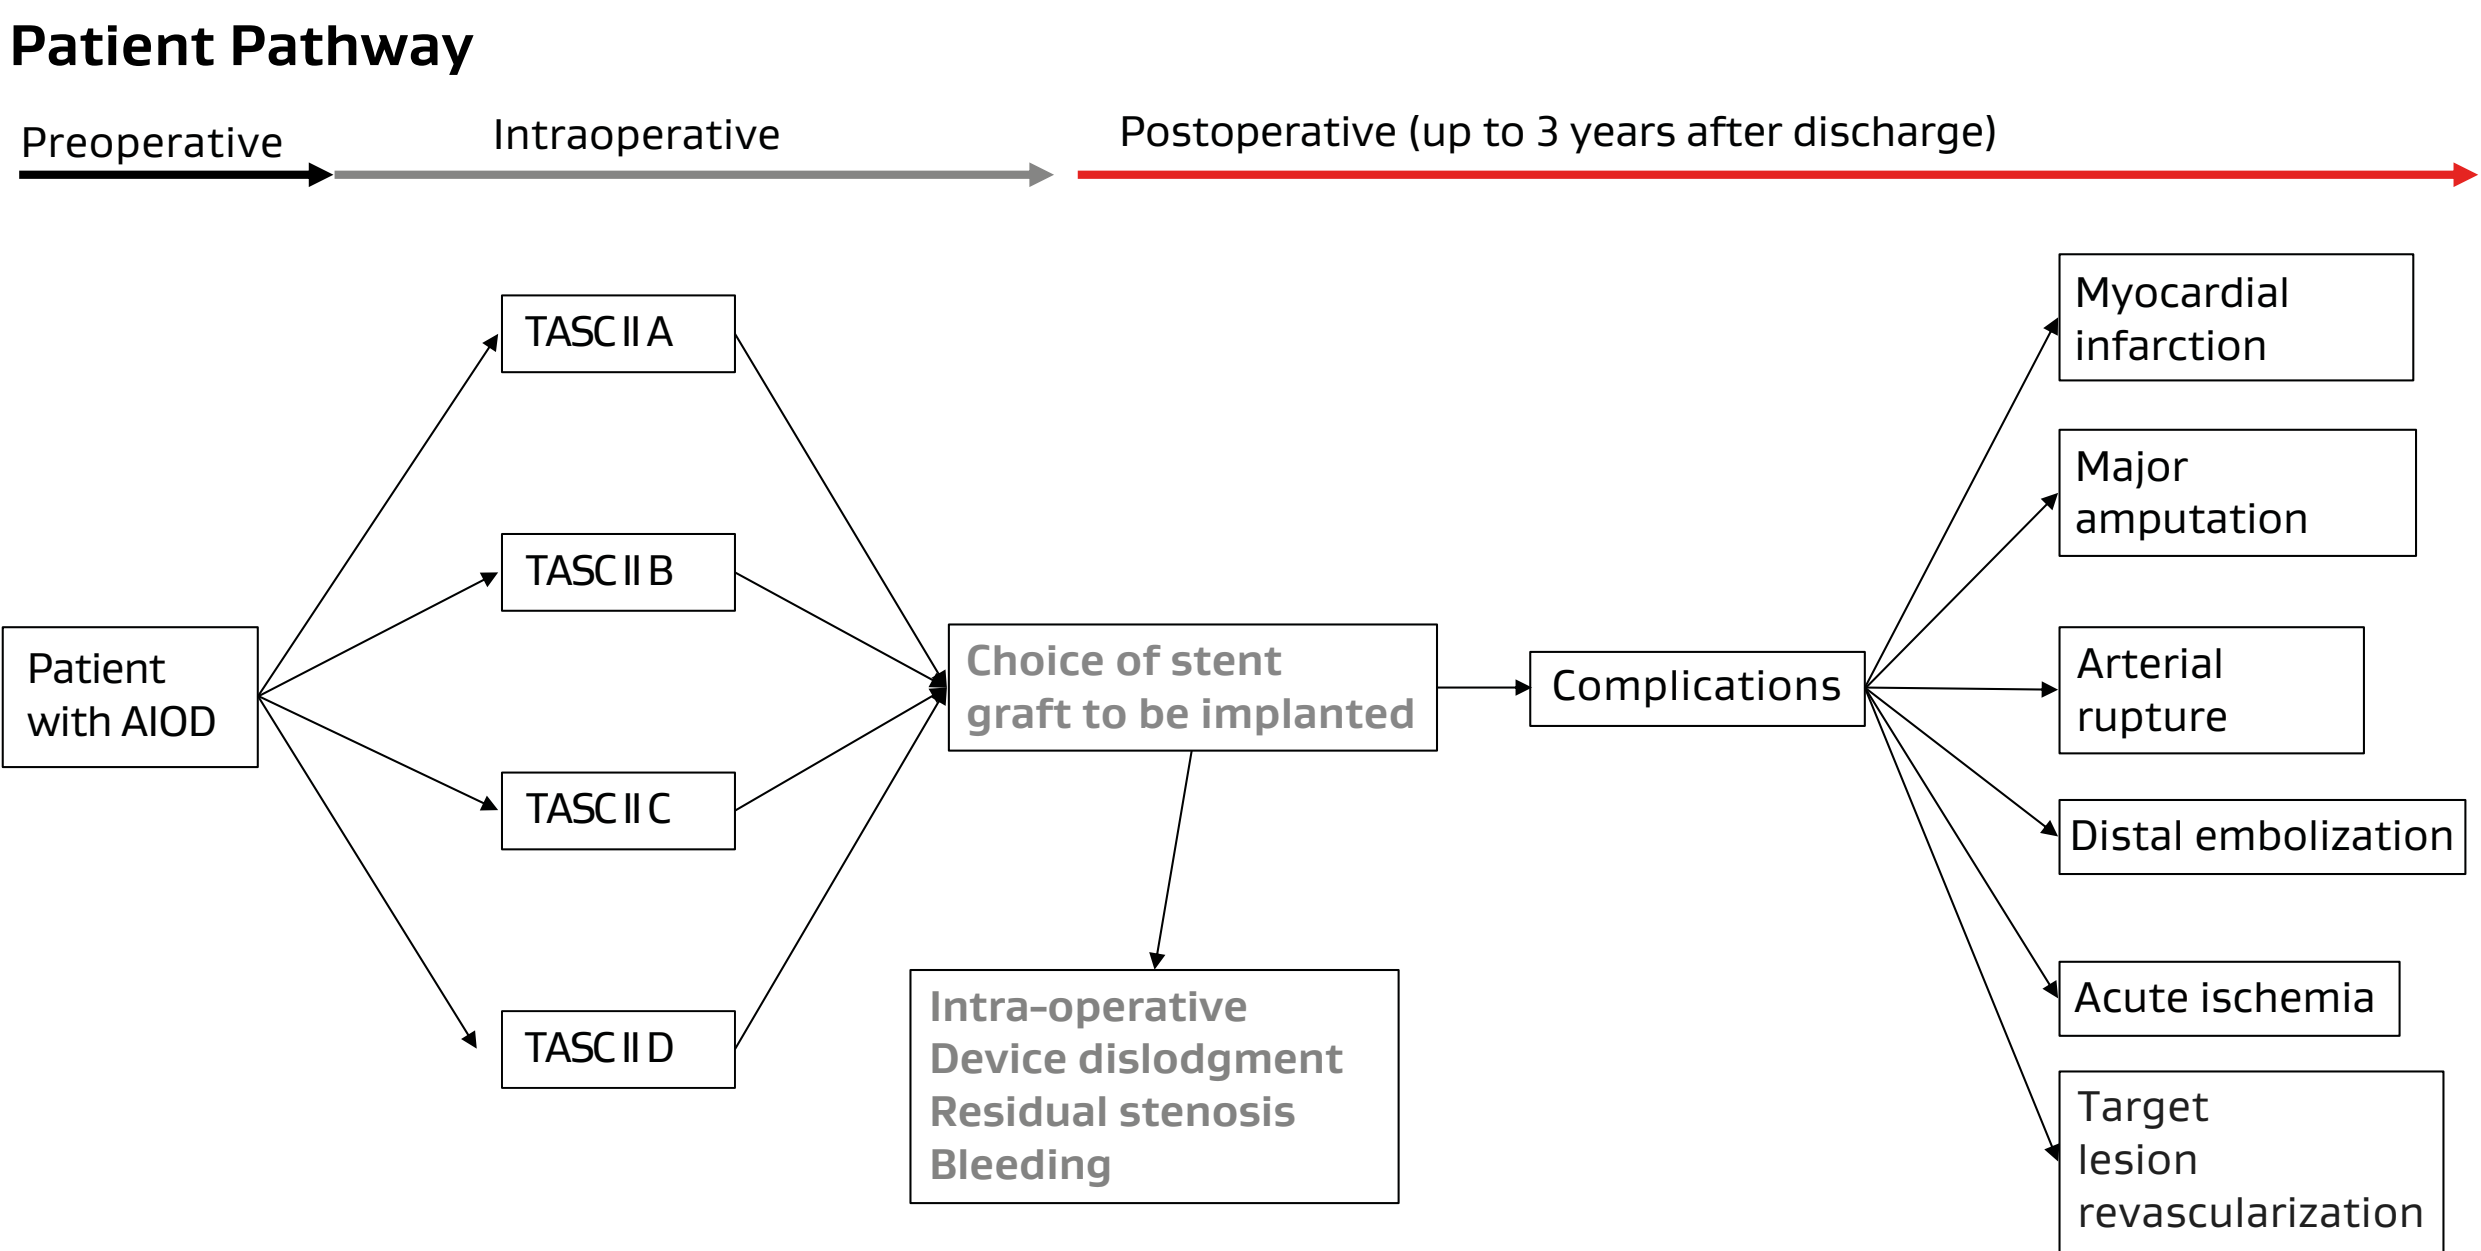 Patient Pathway
Preoperative
Intraoperative
Postoperative (up to 3 years after discharge)
Patient
with AIOD
TASC II A
TASC II B
TASC II C
TASC II D
Choice of stent
graft to be implanted
Intra-operative
Device dislodgment
Residual stenosis
Bleeding
Complications
Myocardial
infarction
Major
amputation
Arterial
rupture
Distal embolization
Acute ischemia
Target
lesion
revascularization